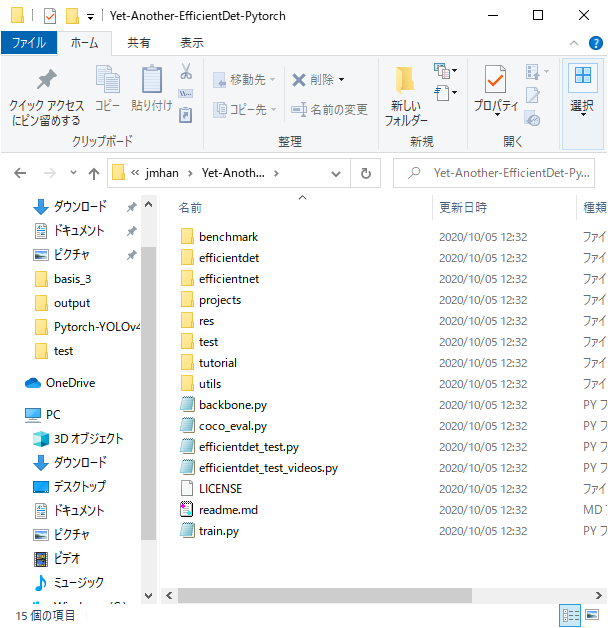 Yet-Another-EfficientDet-Pytorch
ファイル ホーム 共有 表示
クイック アクセスにピン留めする
コピー
貼り付け
移動先
コピー先
削除
名前の変更
新しいフォルダー
プロパティ
選択
クリップボード 整理 新規 開く
« jmhan > Yet-Anoth... >
Yet-Another-EfficientDet-Py...
名前 更新日時 種類
ダウンロード
ドキュメント
ピクチャ
basis_3
output
Pytorch-YOLOv4
test
OneDrive
PC
3D オブジェクト
ダウンロード
デスクトップ
ドキュメント
ピクチャ
ビデオ
ミュージック
benchmark 2020/10/05 12:32 ファイ
efficientdet 2020/10/05 12:32 ファイ
efficientnet 2020/10/05 12:32 ファイ
projects 2020/10/05 12:32 ファイ
res 2020/10/05 12:32 ファイ
test 2020/10/05 12:32 ファイ
tutorial 2020/10/05 12:32 ファイ
utils 2020/10/05 12:32 ファイ
backbone.py 2020/10/05 12:32 PY フ
coco_eval.py 2020/10/05 12:32 PY フ
efficientdet_test.py 2020/10/05 12:32 PY フ
efficientdet_test_videos.py 2020/10/05 12:32 PY フ
LICENSE 2020/10/05 12:32 ファイ
readme.md 2020/10/05 12:32 MD フ
train.py 2020/10/05 12:32 PY フ
15 個の項目